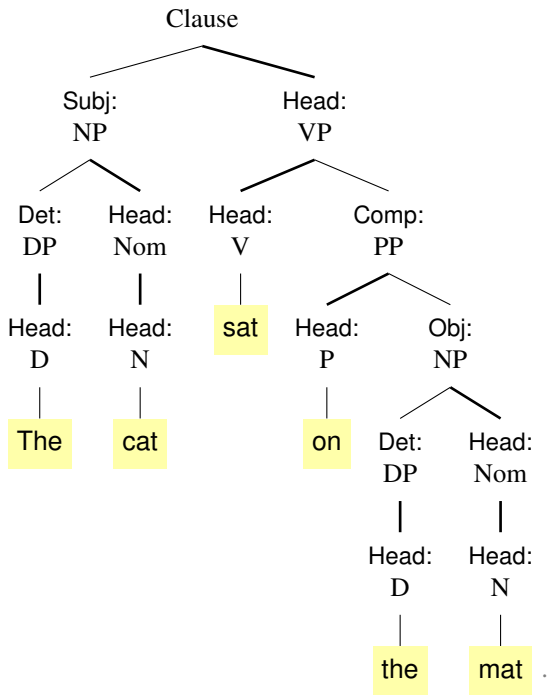 Clause
Subj: Head:
NP VP
Det: Head: Head: Comp:
DP Nom V PP
Head: Head: sat Head: Obj:
D N P NP
The cat on Det: Head:
DP Nom
Head: Head:
D N
the mat .